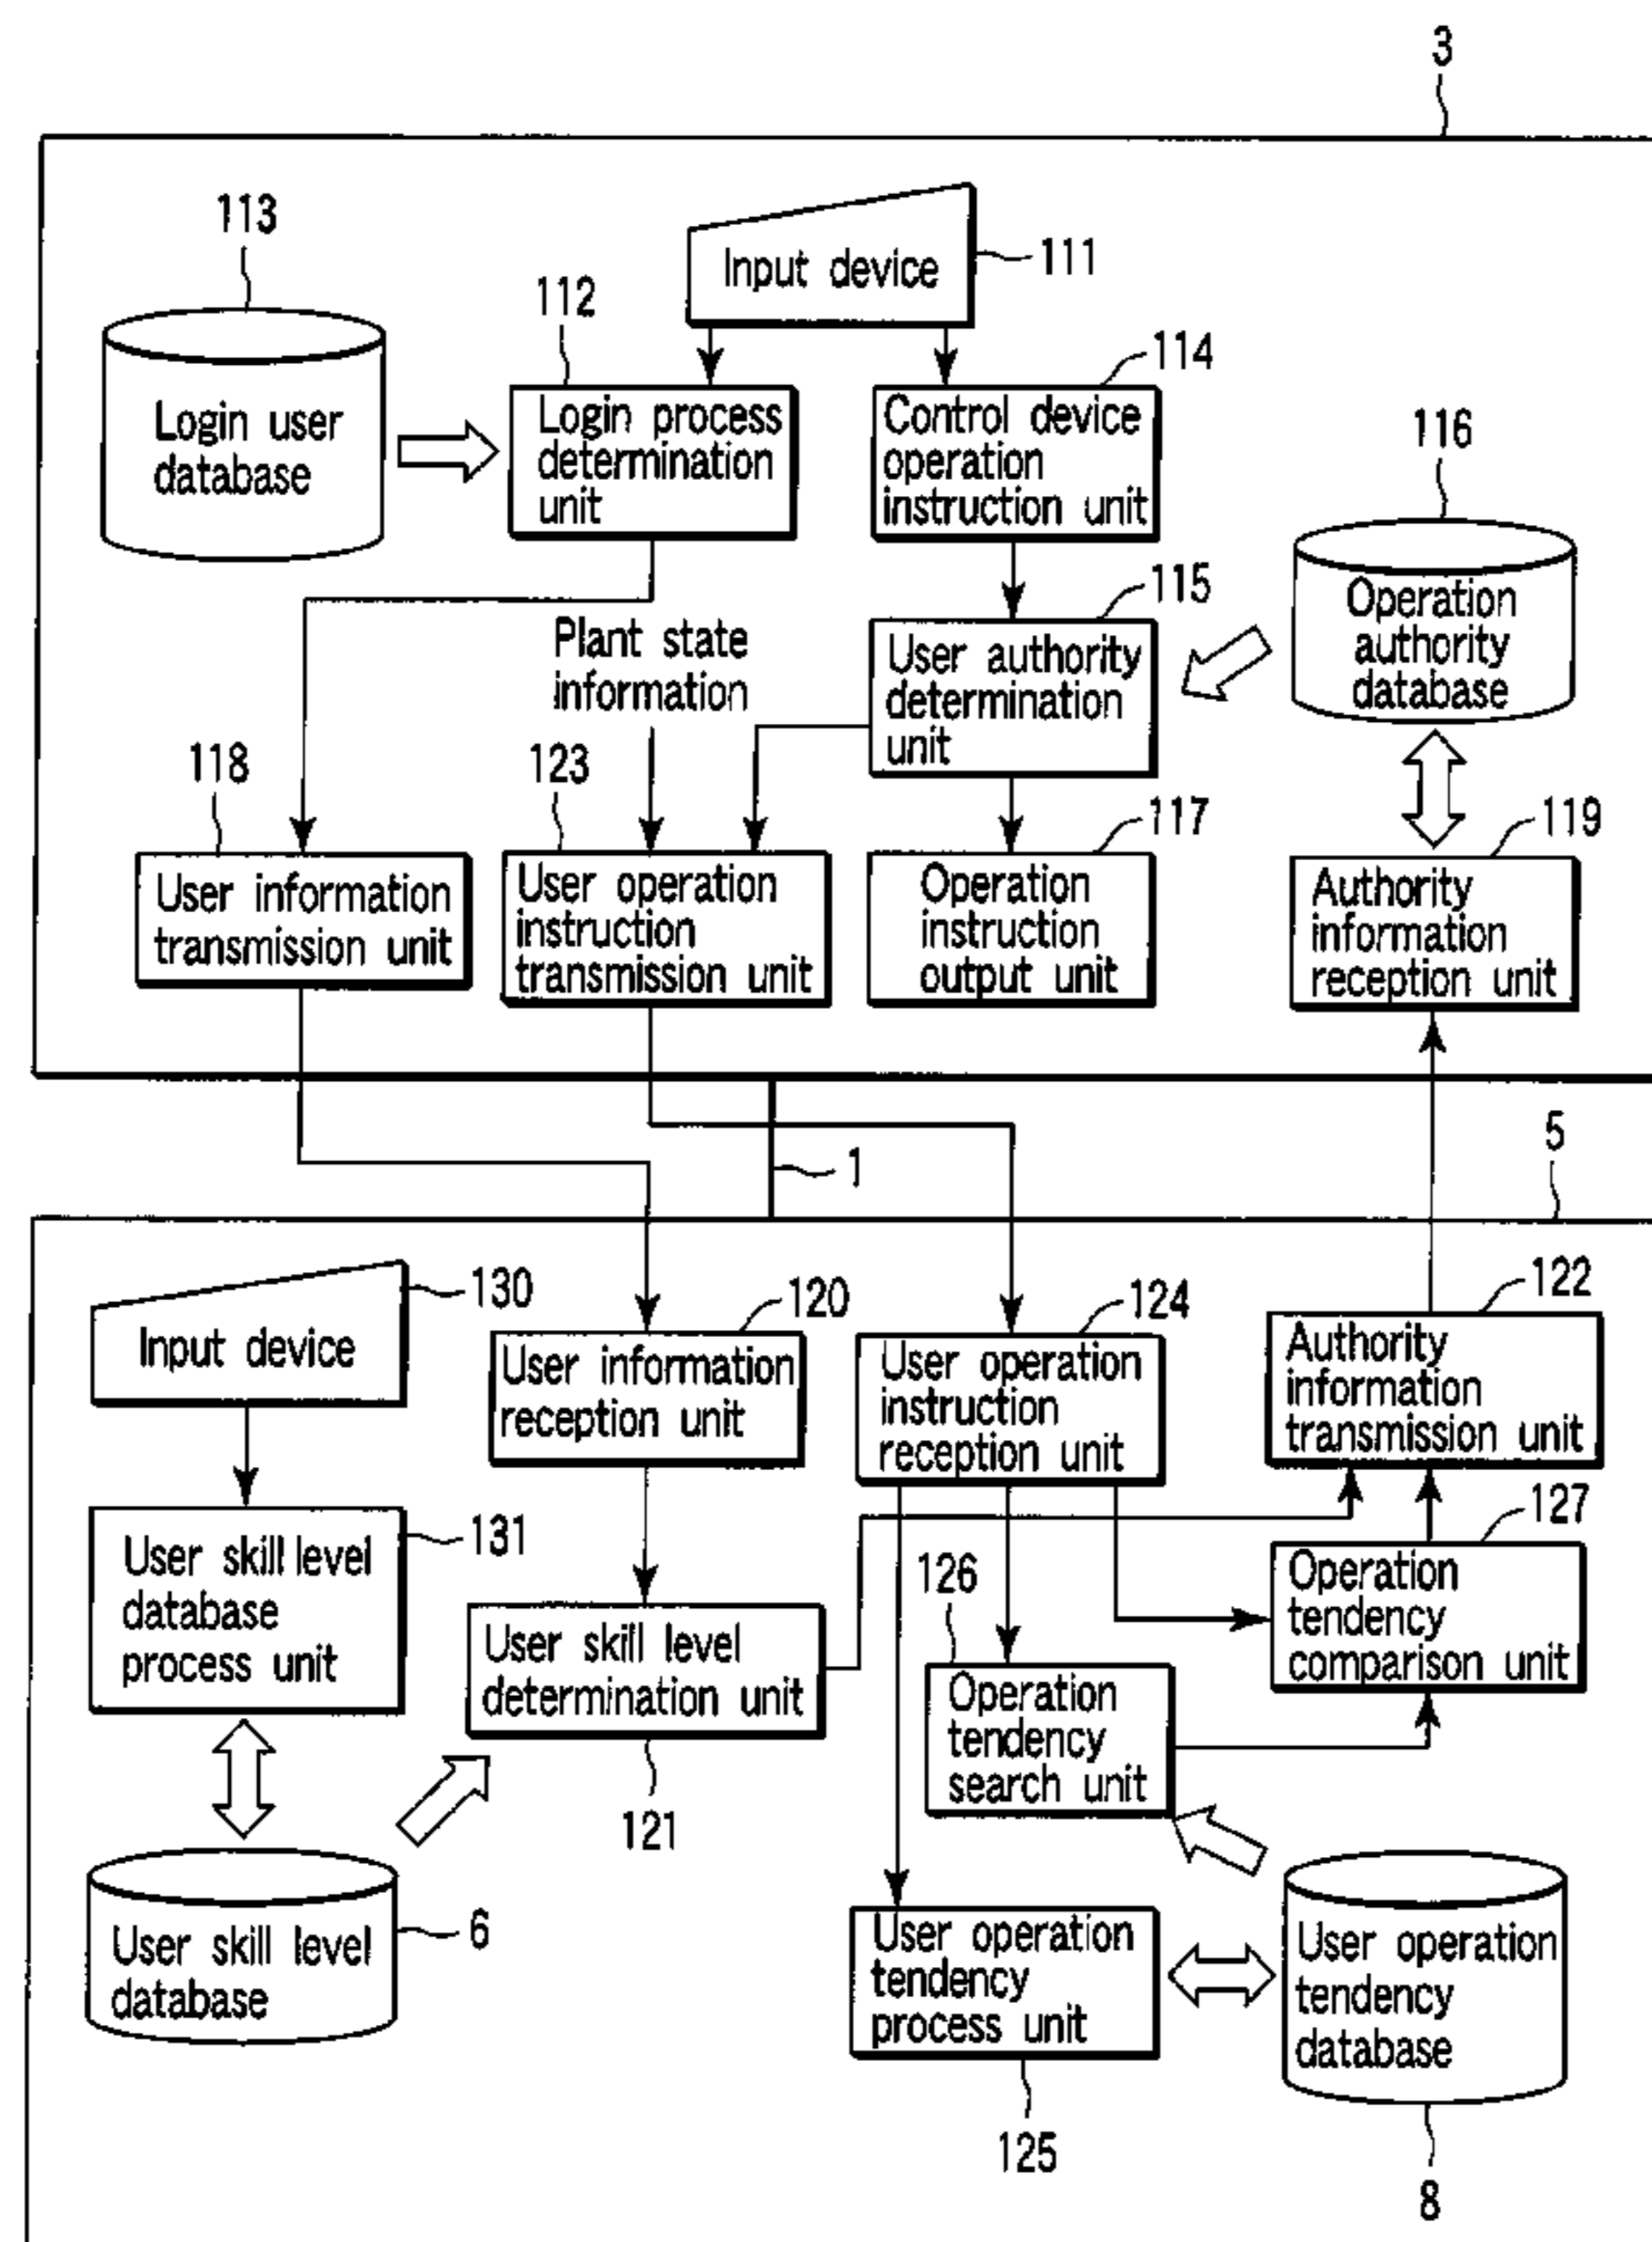 3
113
Input device
111
112
114
Login user
database
Login process
determination
unit
Control device
operation
instruction unit
116
115
Operation
authority
database
Plant state
information
User authority
determination
unit
118
123
117
119
User information
transmission unit
User operation
instruction
transmission unit
Operation
instruction
output unit
Authority
information
reception unit
1
5
130
120
124
122
Input device
User information
reception unit
User operation
instruction
reception unit
Authority
information
transmission unit
131
127
User skill level
database
process unit
126
Operation
tendency
comparison unit
User skill level
determination unit
Operation
tendency
search unit
121
6
User skill level
database
User operation
tendency
process unit
User operation
tendency
database
125
8